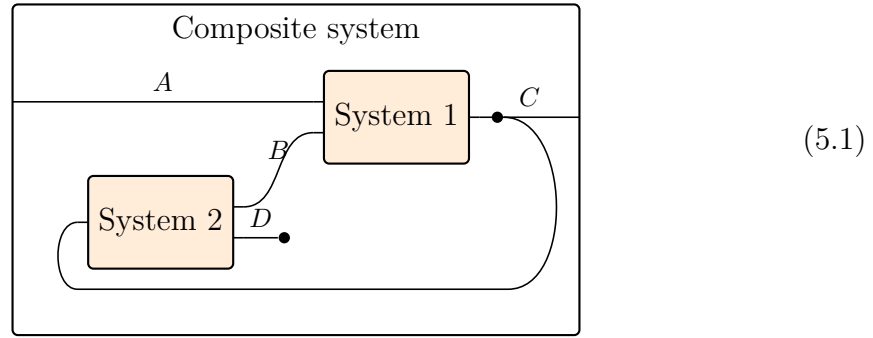 Composite system
A
C
System 1
(5.1)
B
System 2
D